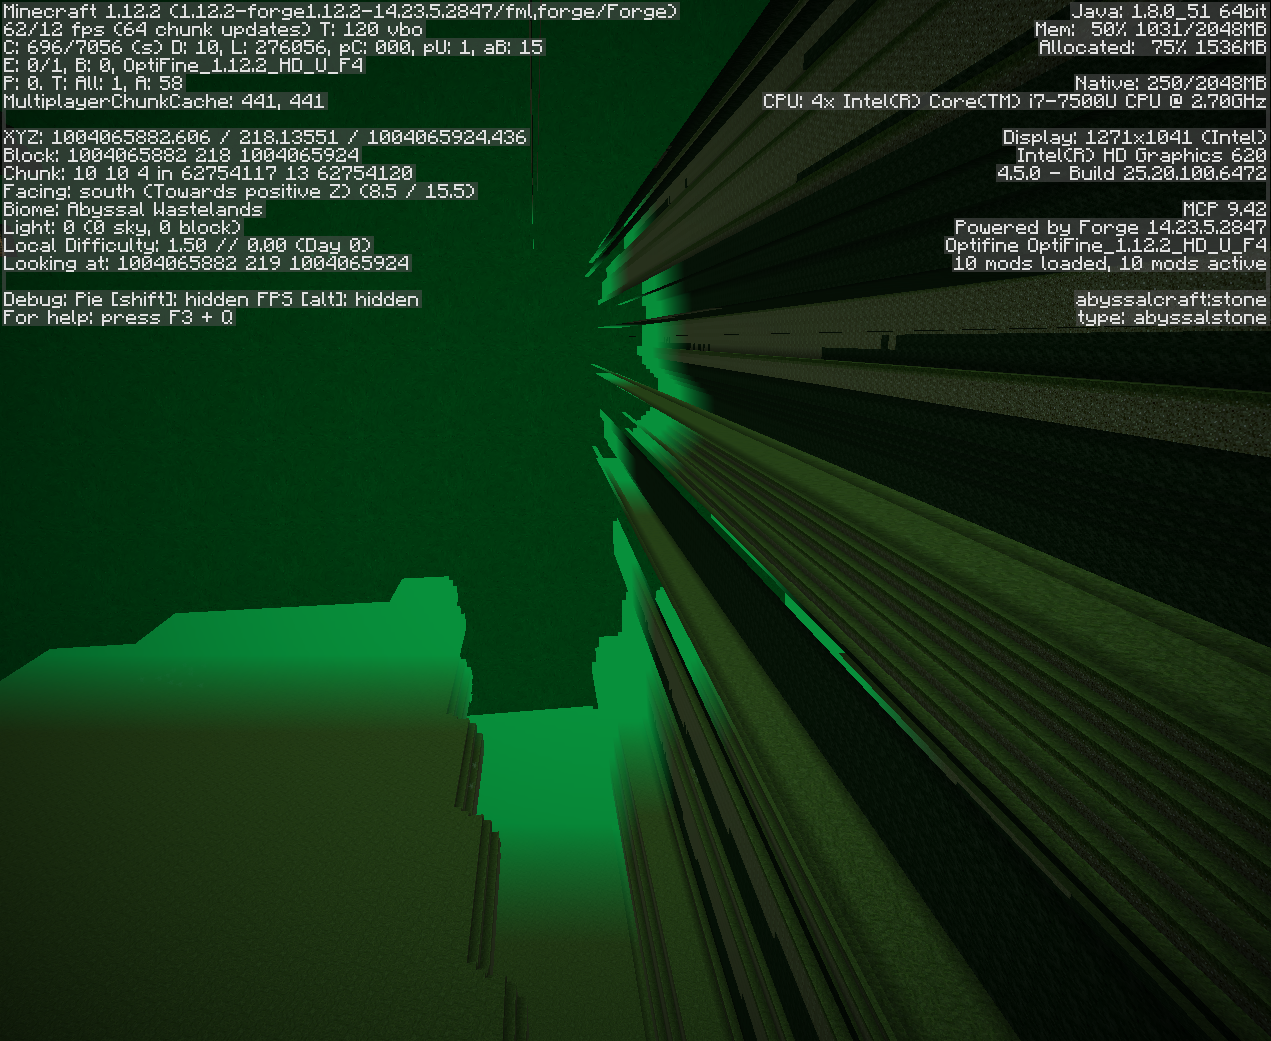 Minecraft 1.12.2 (1.12.2-forge1.12.2-14.23.5.2847/fml,forge/Forge)
62/12 fps (64 chunk updates) T: 120 vbo
C: 696/7056 (s) D: 10, L: 276056, pC: 000, pU: 1, aB: 15
E: 0/1, B: 0, OptiFine_1.12.2_HD_U_F4
P: 0. T: All: 1, A: 58
MultiplayerChunkCache: 441, 441
XYZ: 1004065882.606 / 218.13551 / 1004065924.436
Block: 1004065882 218 1004065924
Chunk: 10 10 4 in 62754117 13 62754120
Facing: south (Towards positive Z) (8.5 / 15.5)
Biome: Abyssal Wastelands
Light: 0 (0 sky, 0 block)
Local Difficulty: 1.50 // 0.00 (Day 0)
Looking at: 1004065882 219 1004065924
Debug: Pie [shift]: hidden FPS [alt]: hidden
For help: press F3 + Q
Java: 1.8.0_51 64bit
Mem: 50% 1031/2048MB
Allocated: 75% 1536MB
Native: 250/2048MB
CPU: 4x Intel(R) Core(TM) i7-7500U CPU @ 2.70GHz
Display: 1271x1041 (Intel)
Intel(R) HD Graphics 620
4.5.0 - Build 25.20.100.6472
MCP 9.42
Powered by Forge 14.23.5.2847
Optifine OptiFine_1.12.2_HD_U_F4
10 mods loaded, 10 mods active
abyssalcraft:stone
type: abyssalstone